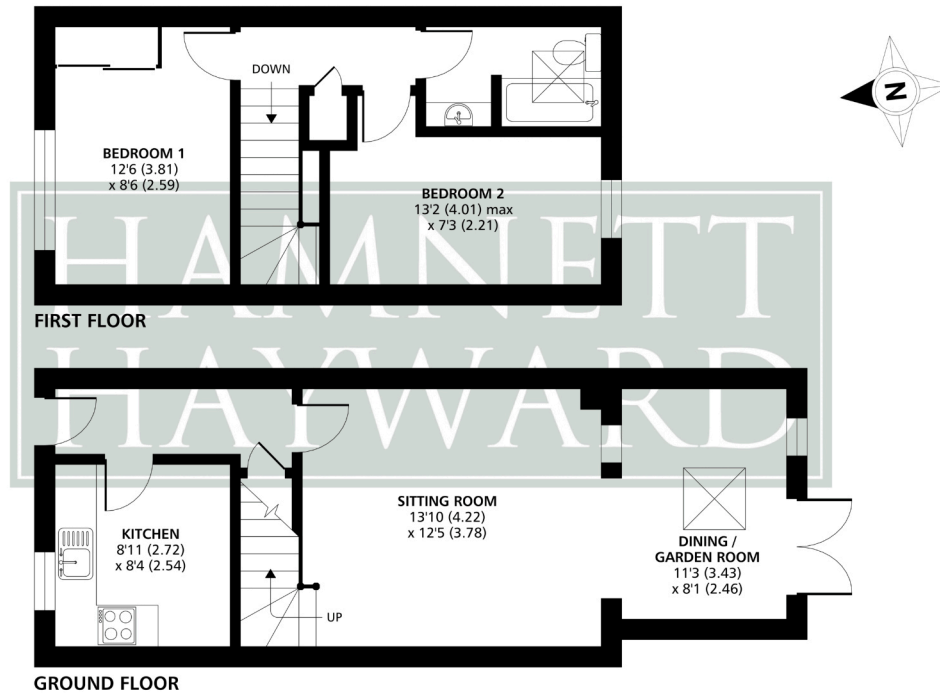 DOWN
N
BEDROOM 1
12'6 (3.81)
x 8'6 (2.59)
BEDROOM 2
13'2 (4.01) max
x 7'3 (2.21)
HAMNETT
FIRST FLOOR
HAYWARD
KITCHEN
8'11 (2.72)
x 8'4 (2.54)
SITTING ROOM
13'10 (4.22)
x 12'5 (3.78)
DINING /
GARDEN ROOM
11'3 (3.43)
x 8'1 (2.46)
UP
GROUND FLOOR